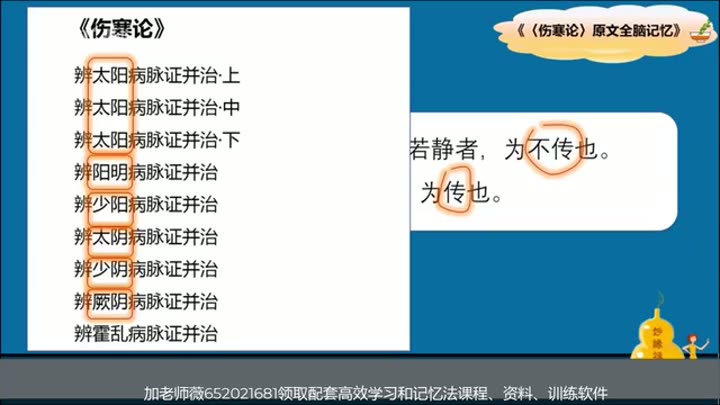 《伤寒论》
辨太阳病脉证并治·上
辨太阳病脉证并治·中
辨太阳病脉证并治·下
辨阳明病脉证并治
辨少阳病脉证并治
辨太阴病脉证并治
辨少阴病脉证并治
辨厥阴病脉证并治
辨霍乱病脉证并治
《〈伤寒论〉原文全脑记忆》
若静者，为不传也。
为传也。
加老师薇652021681领取配套高效学习和记忆法课程、资料、训练软件